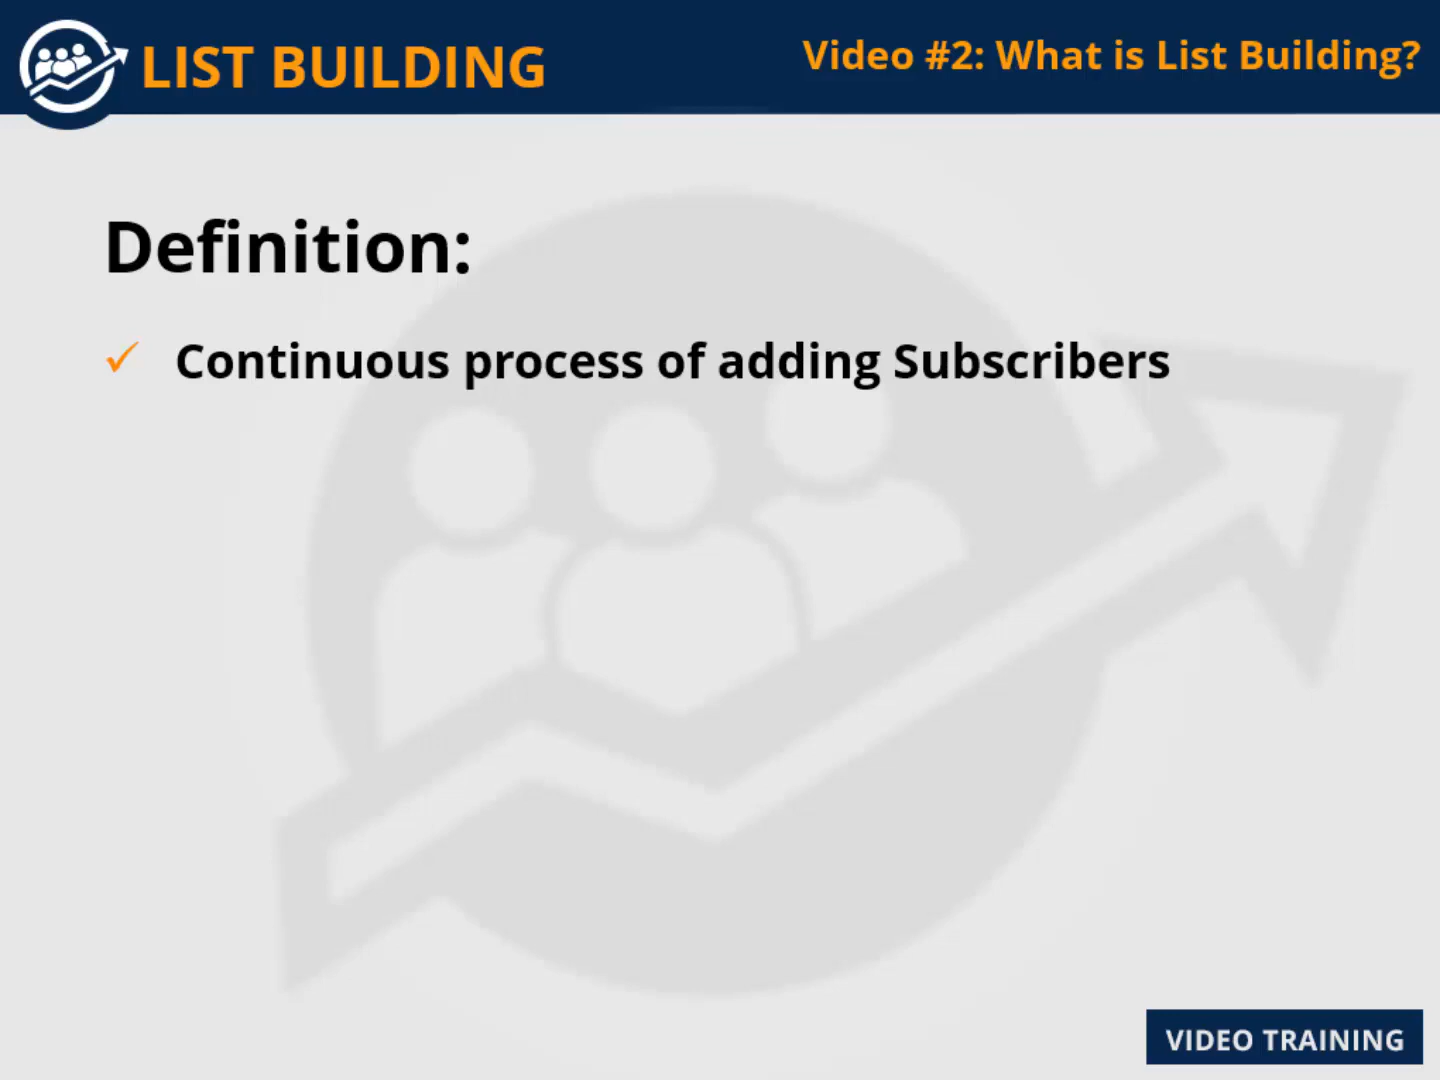 LIST BUILDING
Video #2: What is List Building?
Definition:
✓ Continuous process of adding Subscribers
VIDEO TRAINING